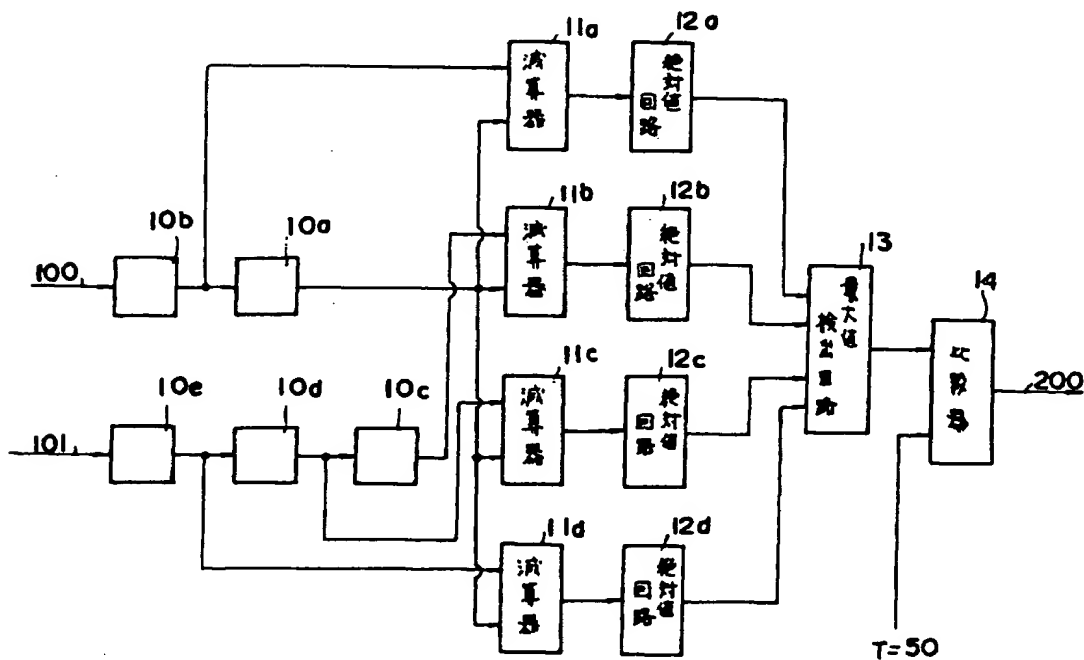 11a
減算器
12a
絶対値
回路
11b
減算器
12b
絶対値
回路
10b
10a
100
13
最大値
検出回路
14
比較器
200
11c
減算器
12c
絶対値
回路
10e
10d
10c
101
11d
減算器
12d
絶対値
回路
T=50